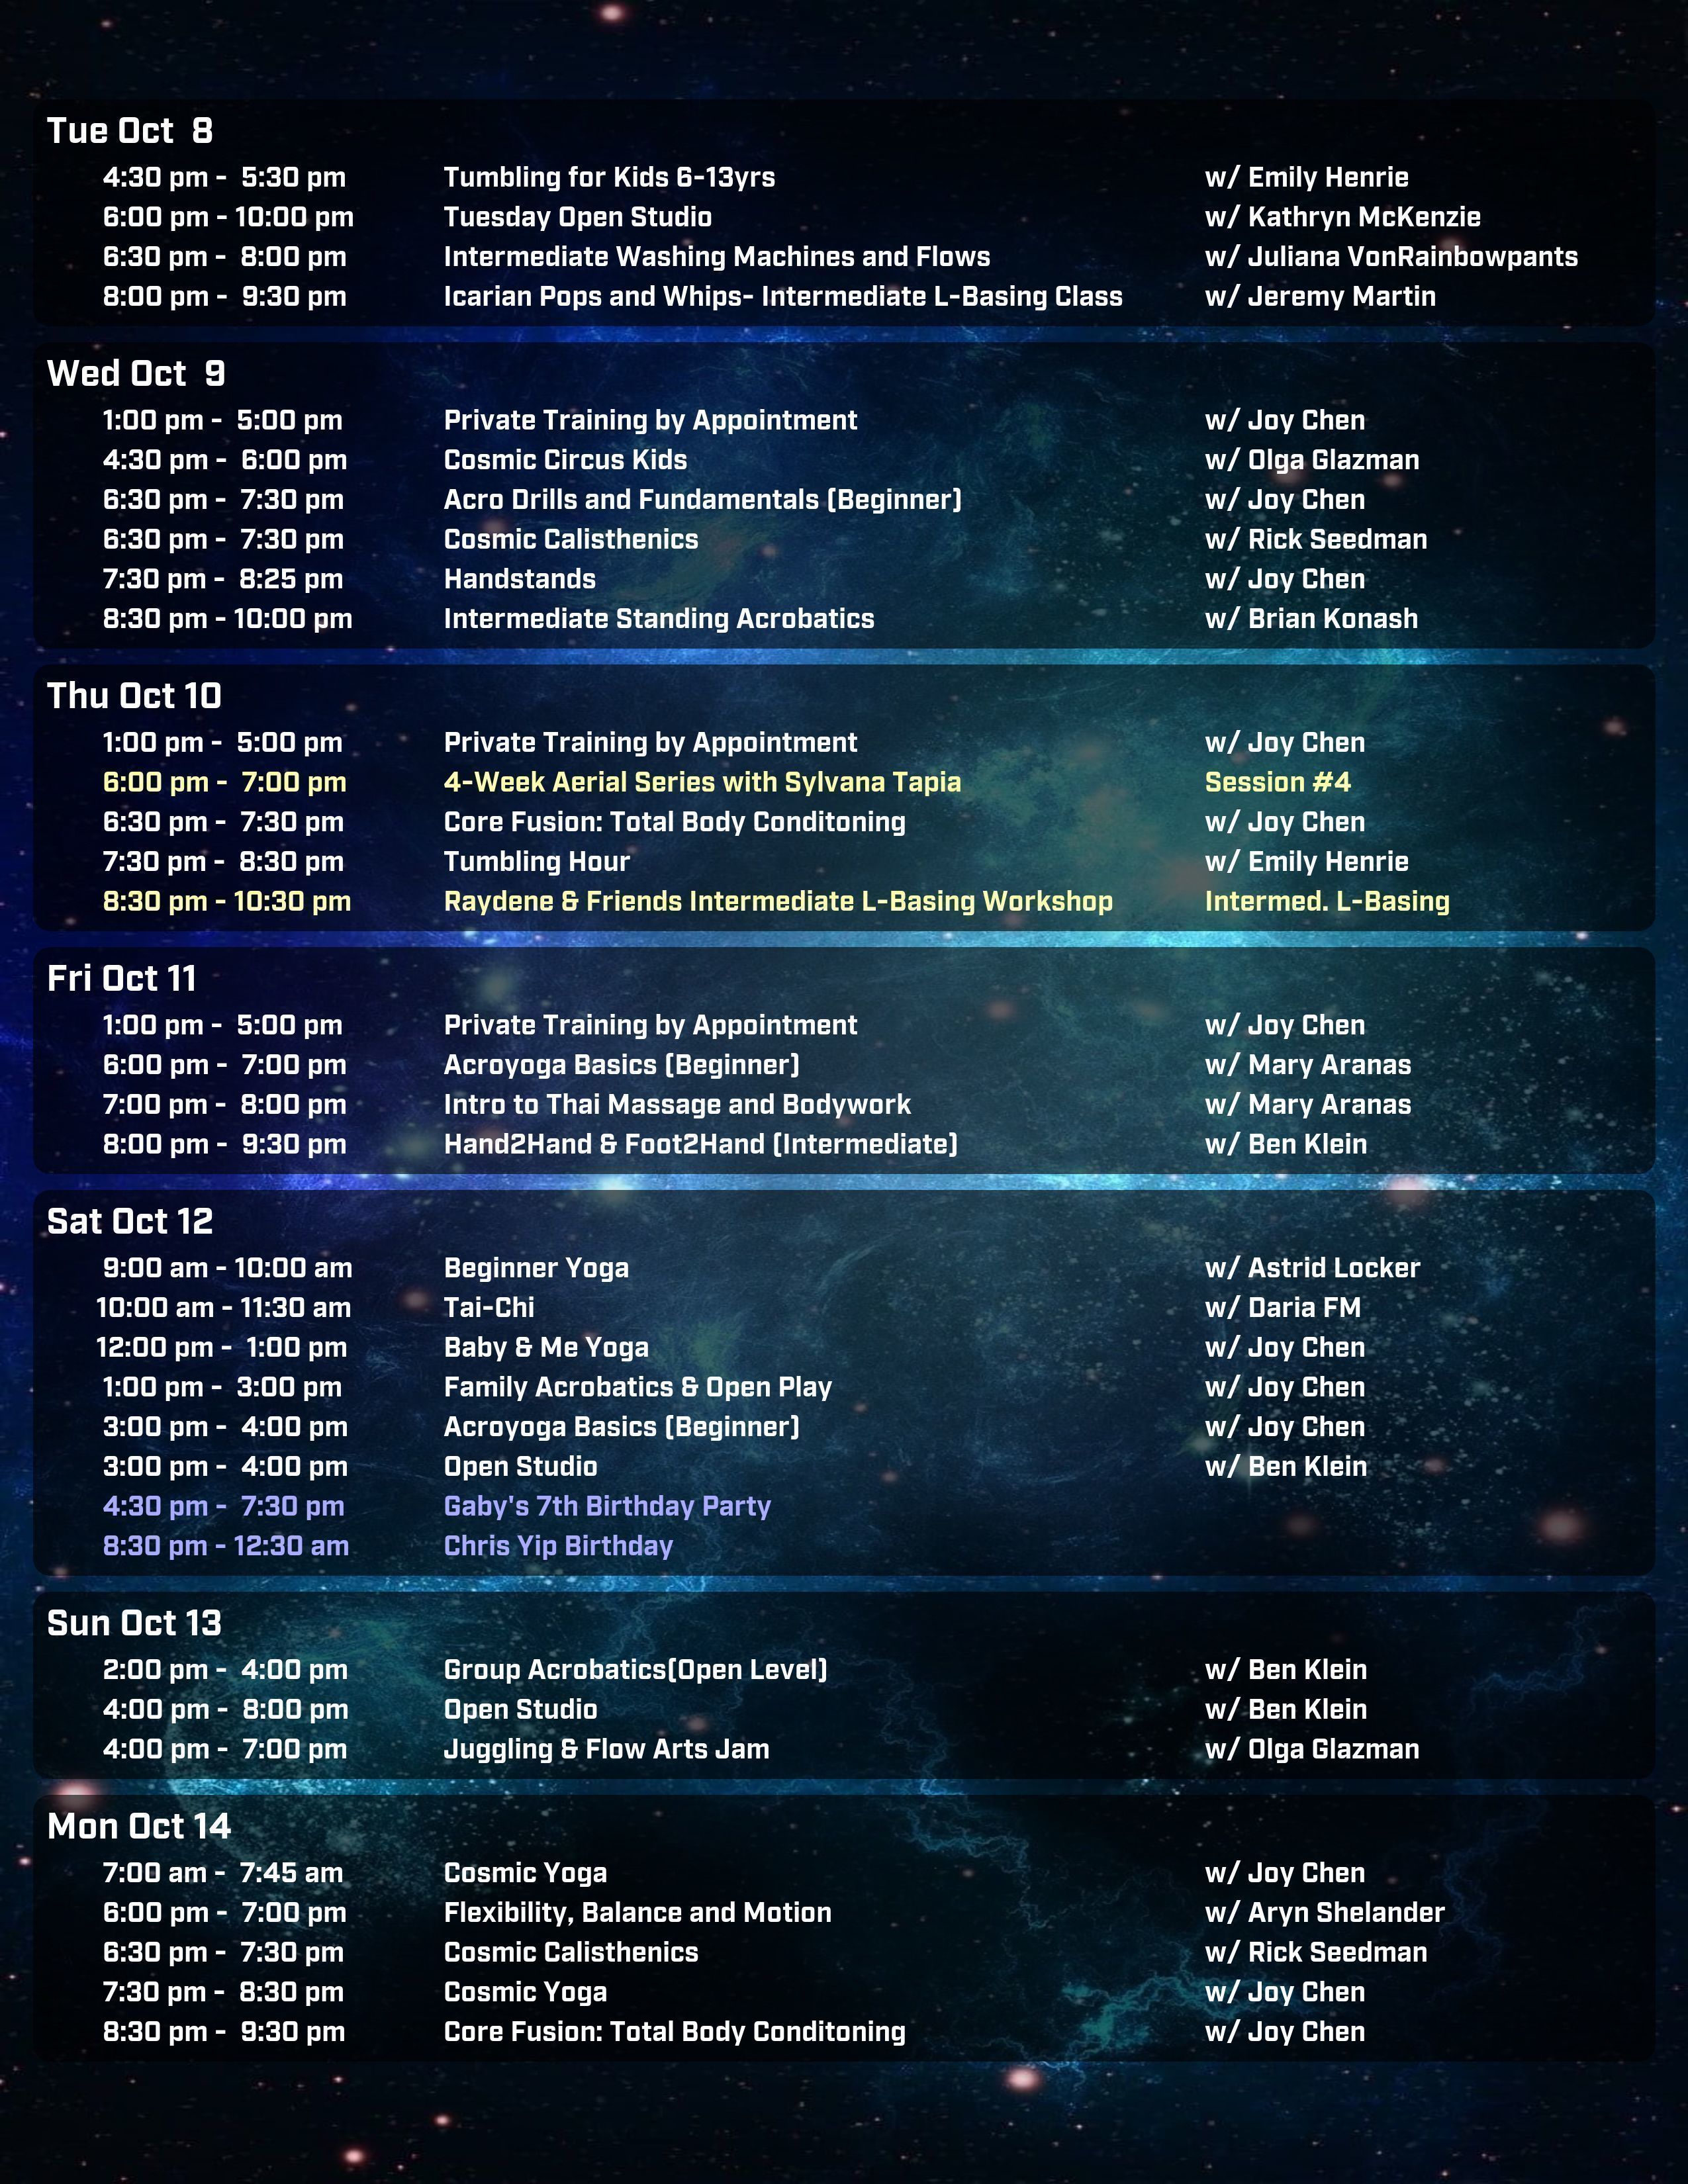 Tue Oct 8
4:30 pm - 5:30 pm Tumbling for Kids 6-13yrs w/ Emily Henrie
6:00 pm - 10:00 pm Tuesday Open Studio w/ Kathryn McKenzie
6:30 pm - 8:00 pm Intermediate Washing Machines and Flows w/ Juliana VonRainbowpants
8:00 pm - 9:30 pm Icarian Pops and Whips- Intermediate L-Basing Class w/ Jeremy Martin
Wed Oct 9
1:00 pm - 5:00 pm Private Training by Appointment w/ Joy Chen
4:30 pm - 6:00 pm Cosmic Circus Kids w/ Olga Glazman
6:30 pm - 7:30 pm Acro Drills and Fundamentals (Beginner) w/ Joy Chen
6:30 pm - 7:30 pm Cosmic Calisthenics w/ Rick Seedman
7:30 pm - 8:25 pm Handstands w/ Joy Chen
8:30 pm - 10:00 pm Intermediate Standing Acrobatics w/ Brian Konash
Thu Oct 10
1:00 pm - 5:00 pm Private Training by Appointment w/ Joy Chen
6:00 pm - 7:00 pm 4-Week Aerial Series with Sylvana Tapia Session #4
6:30 pm - 7:30 pm Core Fusion: Total Body Conditoning w/ Joy Chen
7:30 pm - 8:30 pm Tumbling Hour w/ Emily Henrie
8:30 pm - 10:30 pm Raydene & Friends Intermediate L-Basing Workshop Intermed. L-Basing
Fri Oct 11
1:00 pm - 5:00 pm Private Training by Appointment w/ Joy Chen
6:00 pm - 7:00 pm Acroyoga Basics (Beginner) w/ Mary Aranas
7:00 pm - 8:00 pm Intro to Thai Massage and Bodywork w/ Mary Aranas
8:00 pm - 9:30 pm Hand2Hand & Foot2Hand (Intermediate) w/ Ben Klein
Sat Oct 12
9:00 am - 10:00 am Beginner Yoga w/ Astrid Locker
10:00 am - 11:30 am Tai-Chi w/ Daria FM
12:00 pm - 1:00 pm Baby & Me Yoga w/ Joy Chen
1:00 pm - 3:00 pm Family Acrobatics & Open Play w/ Joy Chen
3:00 pm - 4:00 pm Acroyoga Basics (Beginner) w/ Joy Chen
3:00 pm - 4:00 pm Open Studio w/ Ben Klein
4:30 pm - 7:30 pm Gaby's 7th Birthday Party
8:30 pm - 12:30 am Chris Yip Birthday
Sun Oct 13
2:00 pm - 4:00 pm Group Acrobatics(Open Level) w/ Ben Klein
4:00 pm - 8:00 pm Open Studio w/ Ben Klein
4:00 pm - 7:00 pm Juggling & Flow Arts Jam w/ Olga Glazman
Mon Oct 14
7:00 am - 7:45 am Cosmic Yoga w/ Joy Chen
6:00 pm - 7:00 pm Flexibility, Balance and Motion w/ Aryn Shelander
6:30 pm - 7:30 pm Cosmic Calisthenics w/ Rick Seedman
7:30 pm - 8:30 pm Cosmic Yoga w/ Joy Chen
8:30 pm - 9:30 pm Core Fusion: Total Body Conditoning w/ Joy Chen